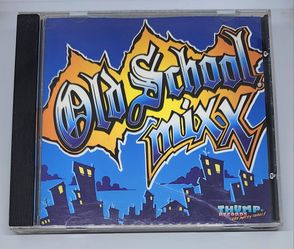 Old School
mixx
THUMP
RECORDS